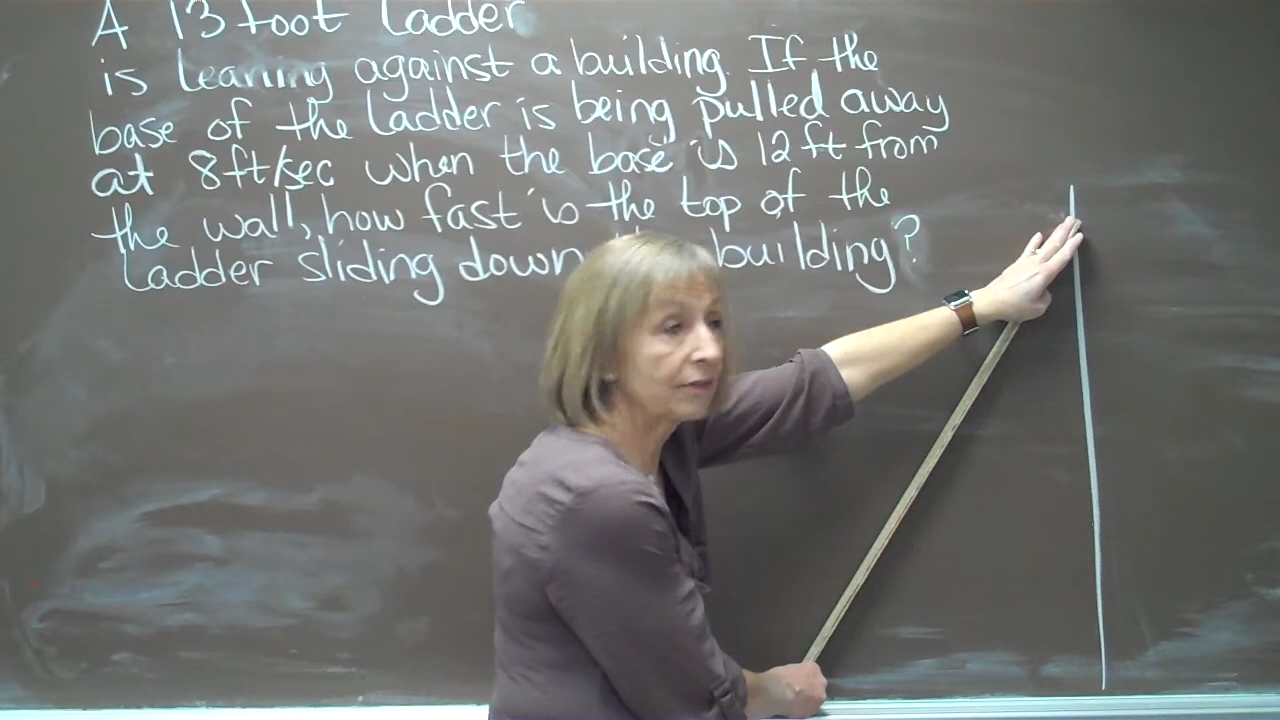 A 13 foot Ladder
is leaning against a building. If the
base of the Ladder is being pulled away
at 8ft/sec when the base is 12 ft from
the wall, how fast is the top of the
Ladder sliding down building?